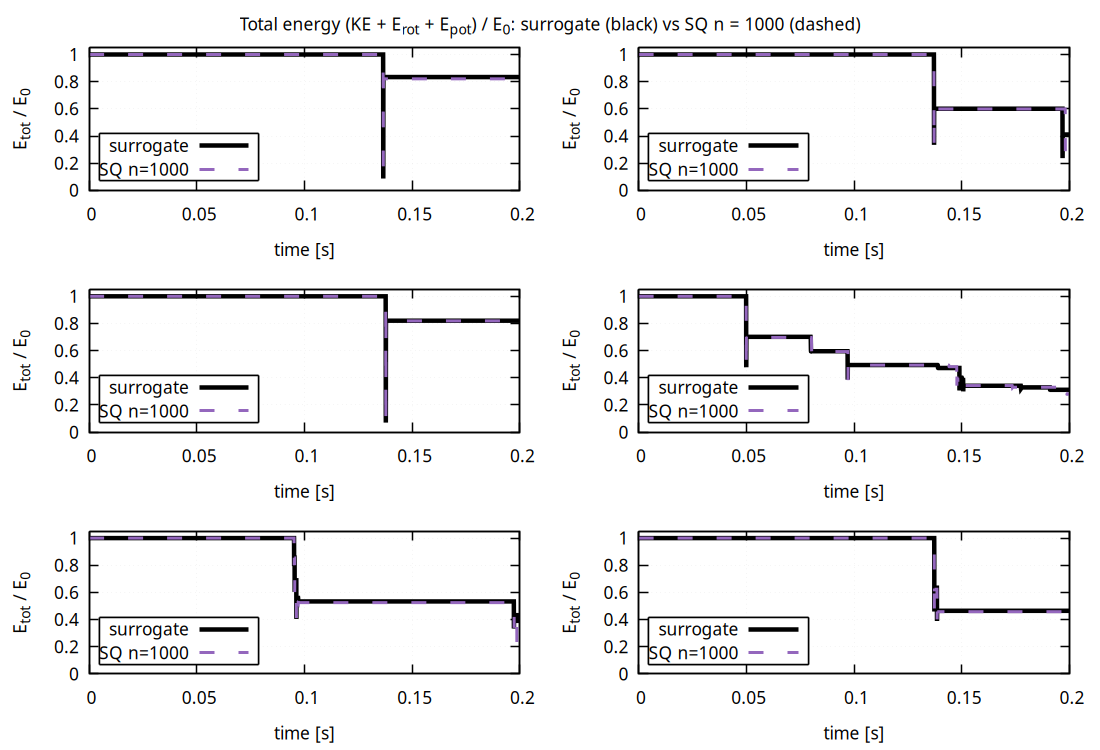 Total energy (KE + E_rot + E_pot) / E_0: surrogate (black) vs SQ n = 1000 (dashed)
E_tot / E_0
1
0.8
0.6
0.4
0.2
0
surrogate
SQ n=1000
0 0.05 0.1 0.15 0.2
time [s]
E_tot / E_0
1
0.8
0.6
0.4
0.2
0
surrogate
SQ n=1000
0 0.05 0.1 0.15 0.2
time [s]
E_tot / E_0
1
0.8
0.6
0.4
0.2
0
surrogate
SQ n=1000
0 0.05 0.1 0.15 0.2
time [s]
E_tot / E_0
1
0.8
0.6
0.4
0.2
0
surrogate
SQ n=1000
0 0.05 0.1 0.15 0.2
time [s]
E_tot / E_0
1
0.8
0.6
0.4
0.2
0
surrogate
SQ n=1000
0 0.05 0.1 0.15 0.2
time [s]
E_tot / E_0
1
0.8
0.6
0.4
0.2
0
surrogate
SQ n=1000
0 0.05 0.1 0.15 0.2
time [s]